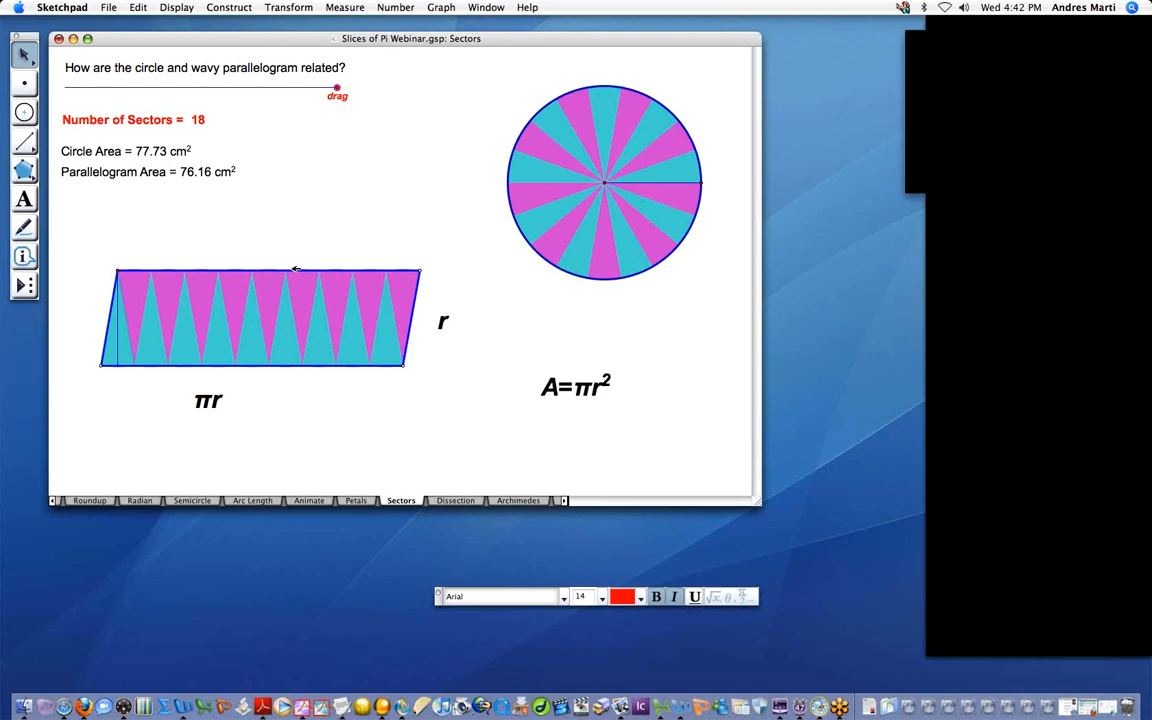 Sketchpad File Edit Display Construct Transform Measure Number Graph Window Help Wed 4:42 PM Andres Marti
Slices of Pi Webinar.gsp: Sectors
How are the circle and wavy parallelogram related?
drag
Number of Sectors = 18
Circle Area = 77.73 cm²
Parallelogram Area = 76.16 cm²
A
r
πr
A=πr²
Roundup Radian Semicircle Arc Length Animate Petals Sectors Dissection Archimedes
Arial 14 B I U